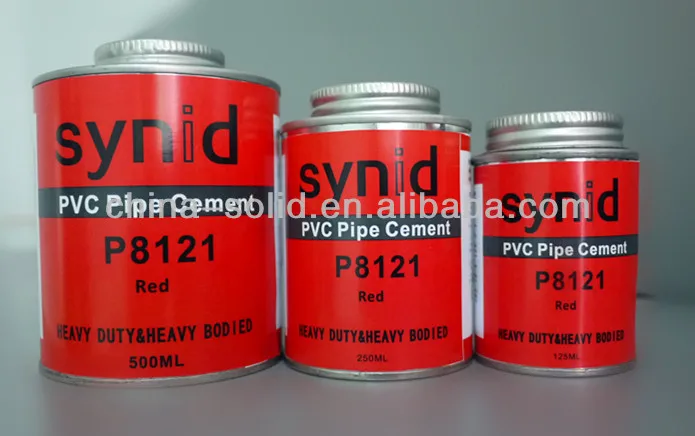 synid
PVC Pipe Cement
P8121
Red
HEAVY DUTY&HEAVY BODIED
500ML
synid
PVC Pipe Cement
P8121
Red
HEAVY DUTY&HEAVY BODIED
250ML
synid
PVC Pipe Cement
P8121
Red
HEAVY DUTY&HEAVY BODIED
125ML
china-solid.en.alibaba.com